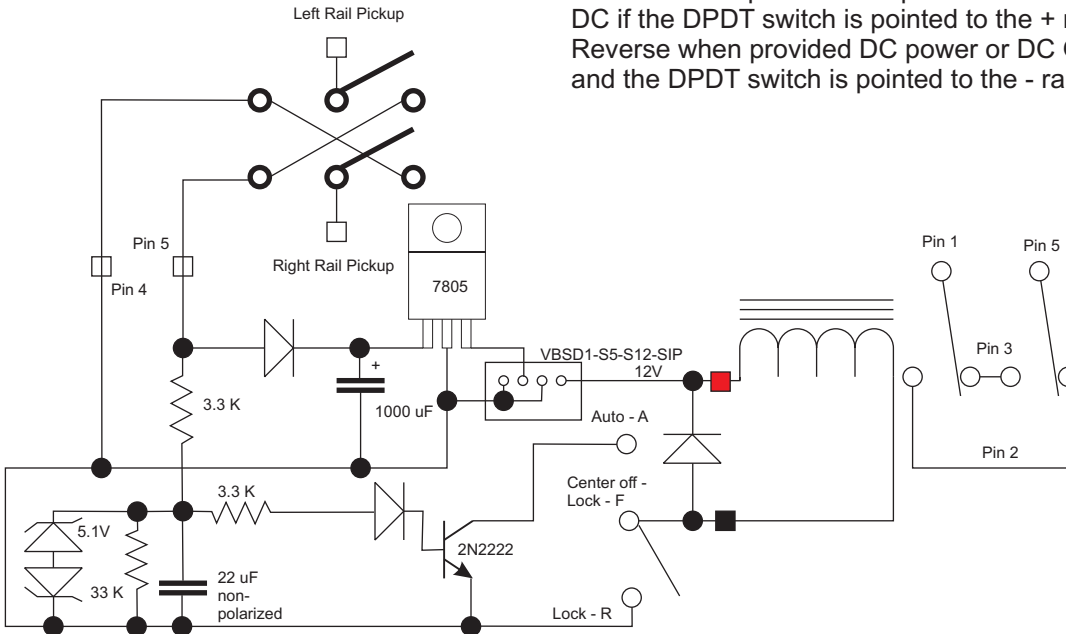 DC if the DPDT switch is pointed to the +
Reverse when provided DC power or DC
and the DPDT switch is pointed to the -
Left Rail Pickup
Pin 5
Pin 4
Right Rail Pickup
7805
Pin 1
Pin 5
VBSD1-S5-S12-SIP
12V
Pin 3
+
3.3 K
1000 uF
Auto - A
Pin 2
Center off -
Lock - F
3.3 K
5.1V
2N2222
33 K
22 uF
non-
polarized
Lock - R